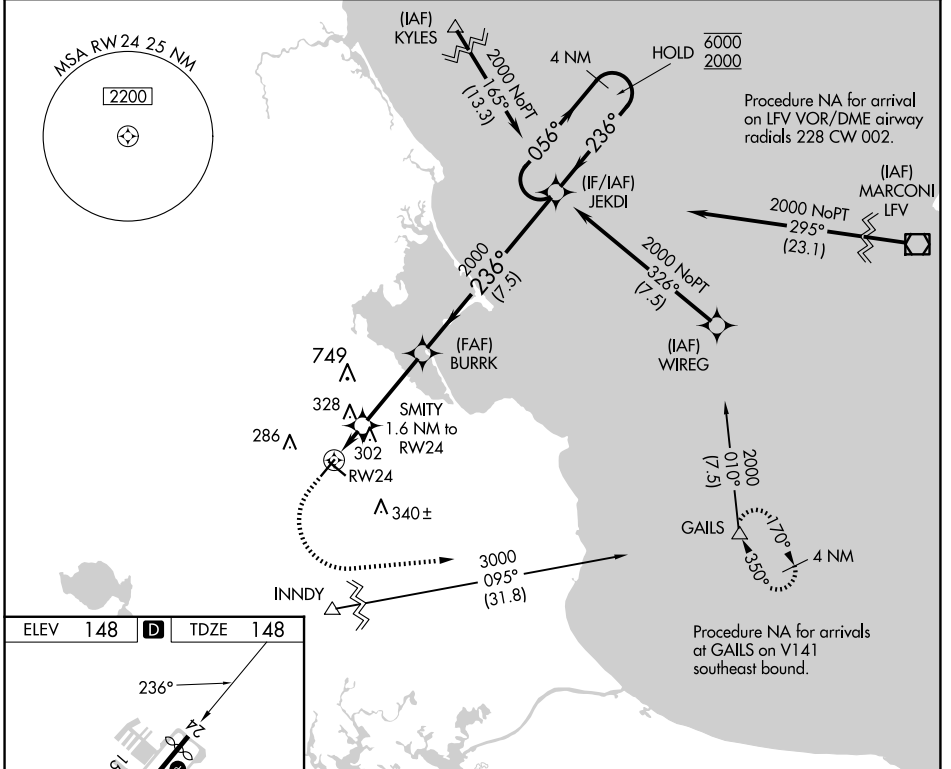 MSA RW 24 25 NM
2200
(IAF)
KYLES
2000 NoPT
165°
(13.3)
4 NM
HOLD
6000
2000
056°
236°
Procedure NA for arrival
on LFV VOR/DME airway
radials 228 CW 002.
(IF/IAF)
JEKDI
(IAF)
MARCONI
LFV
2000 NoPT
295°
(23.1)
2000
236°
(7.5)
2000 NoPT
326°
(7.5)
(IAF)
WIREG
(FAF)
BURRK
749
328
SMITY
1.6 NM to
RW24
286
302
RW24
340±
2000
010°
(7.5)
GAILS
170°
350°
4 NM
3000
095°
(31.8)
INNDY
Procedure NA for arrivals
at GAILS on V141
southeast bound.
ELEV 148 D TDZE 148
236°
24